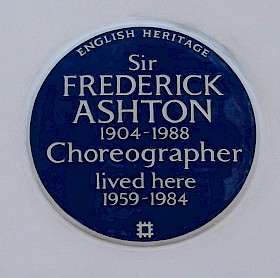 ENGLISH HERITAGE
Sir
FREDERICK
ASHTON
1904-1988
Choreographer
lived here
1959-1984